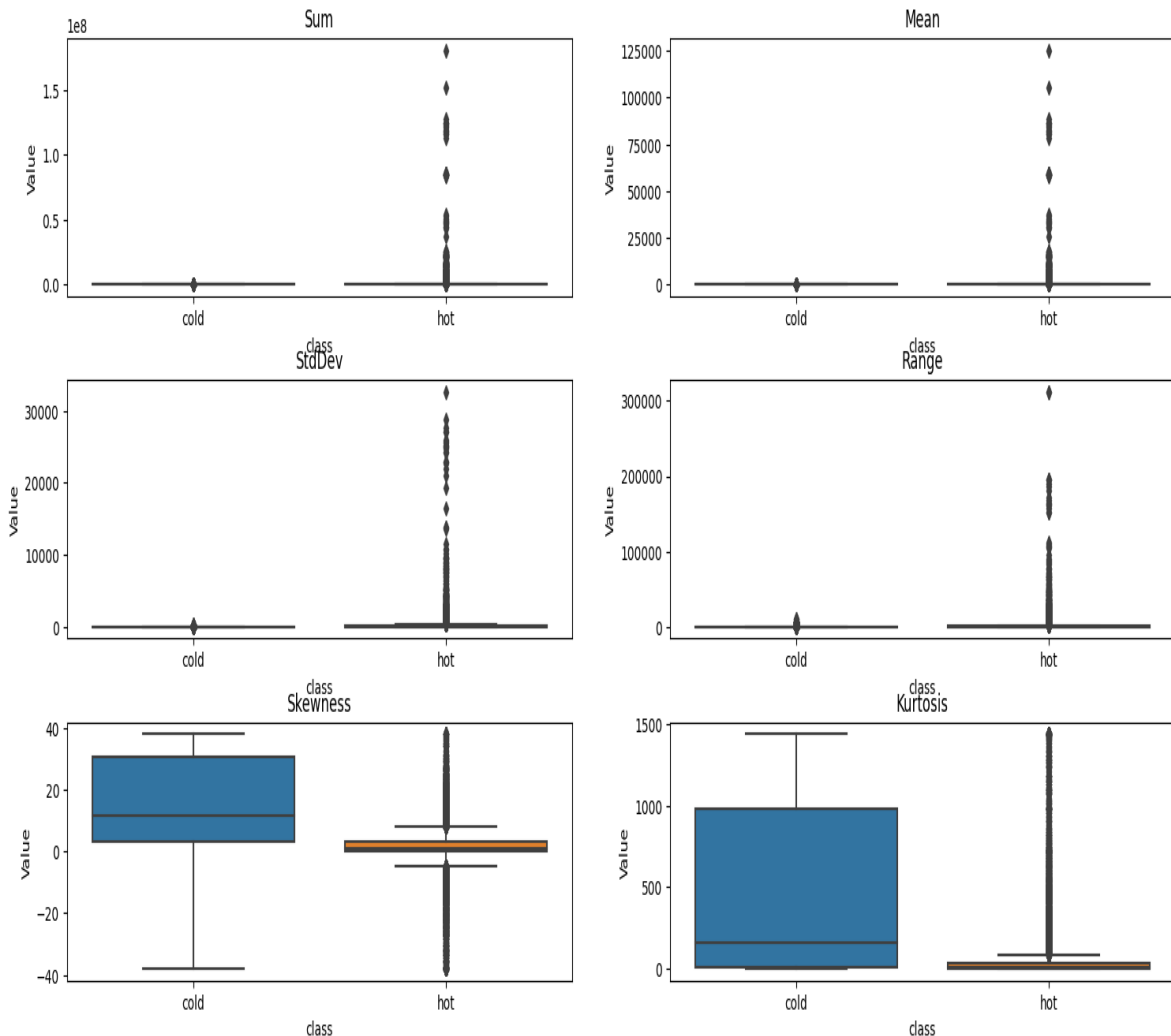 Sum
1e8
1.5
1.0
0.5
0.0
Value
cold
hot
class
Mean
125000
100000
75000
50000
25000
0
Value
cold
hot
class
StdDev
30000
20000
10000
0
Value
cold
hot
class
Range
300000
200000
100000
0
Value
cold
hot
class
Skewness
40
20
0
−20
−40
Value
cold
hot
class
Kurtosis
1500
1000
500
0
Value
cold
hot
class